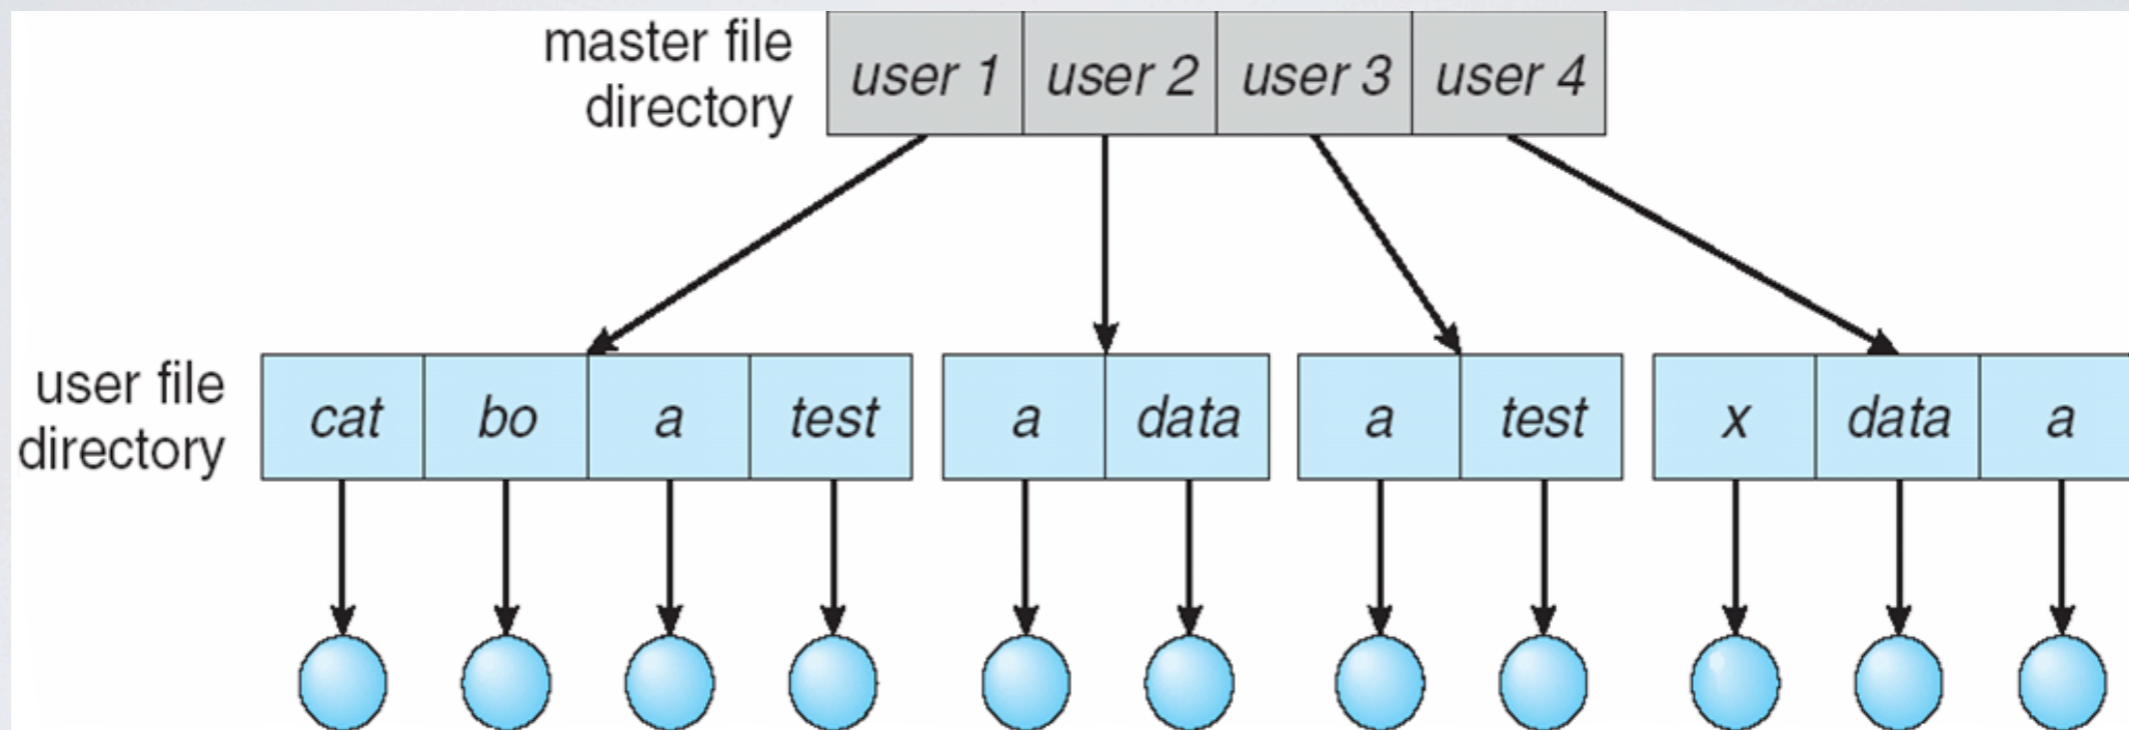 master file
directory
user 1 user 2 user 3 user 4
user file
directory
cat bo a test a data a test x data a